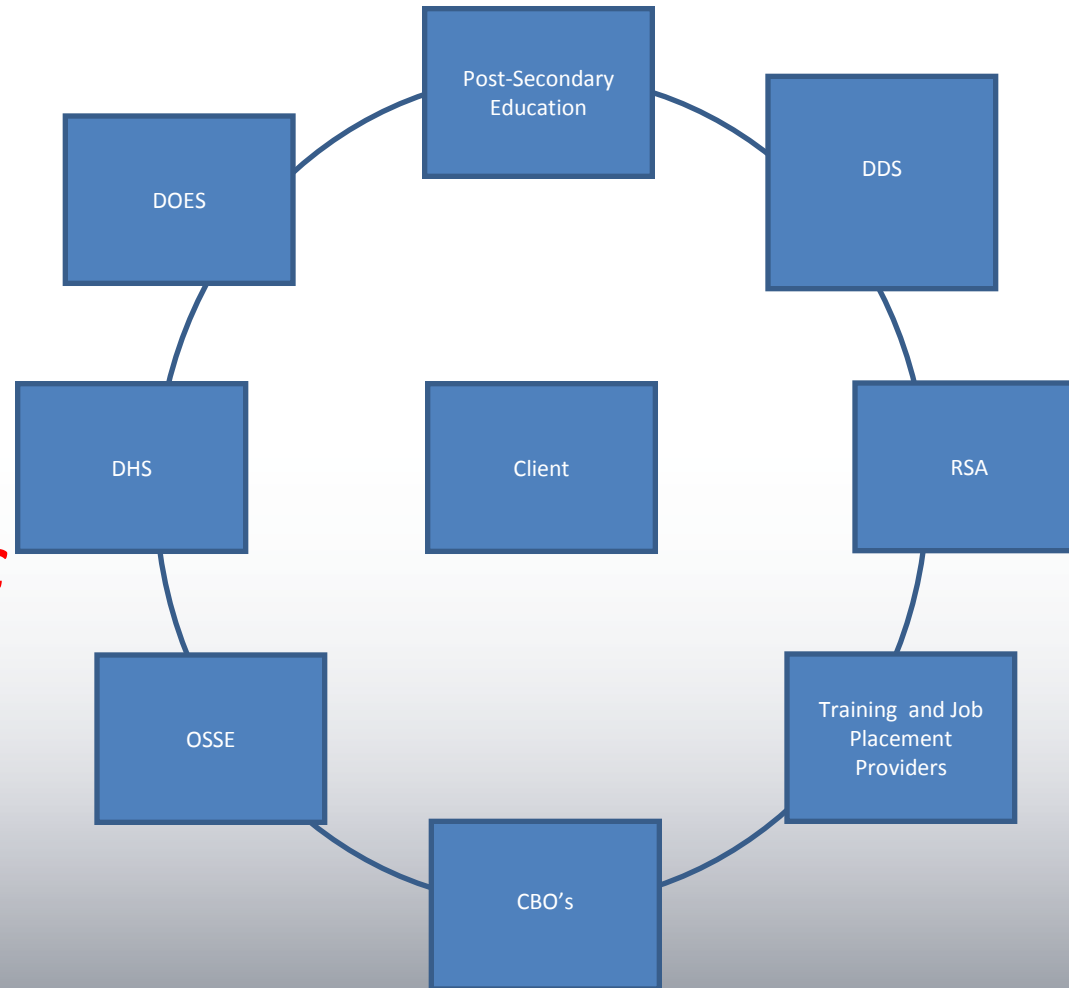 Post-Secondary
Education
DDS
DOES
DHS
Client
RSA
OSSE
Training and Job
Placement
Providers
CBO's